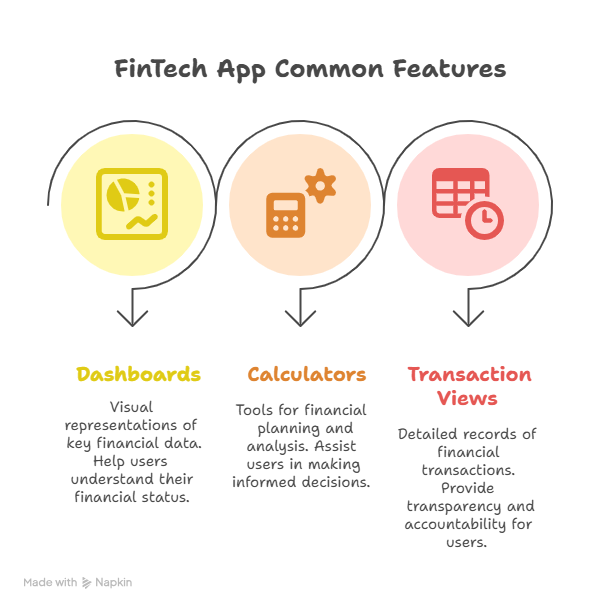 FinTech App Common Features
Dashboards
Visual
representations of
key financial data.
Help users
understand their
financial status.
Calculators
Tools for financial
planning and
analysis. Assist
users in making
informed decisions.
Transaction
Views
Detailed records of
financial
transactions.
Provide
transparency and
accountability for
users.
Made with Napkin